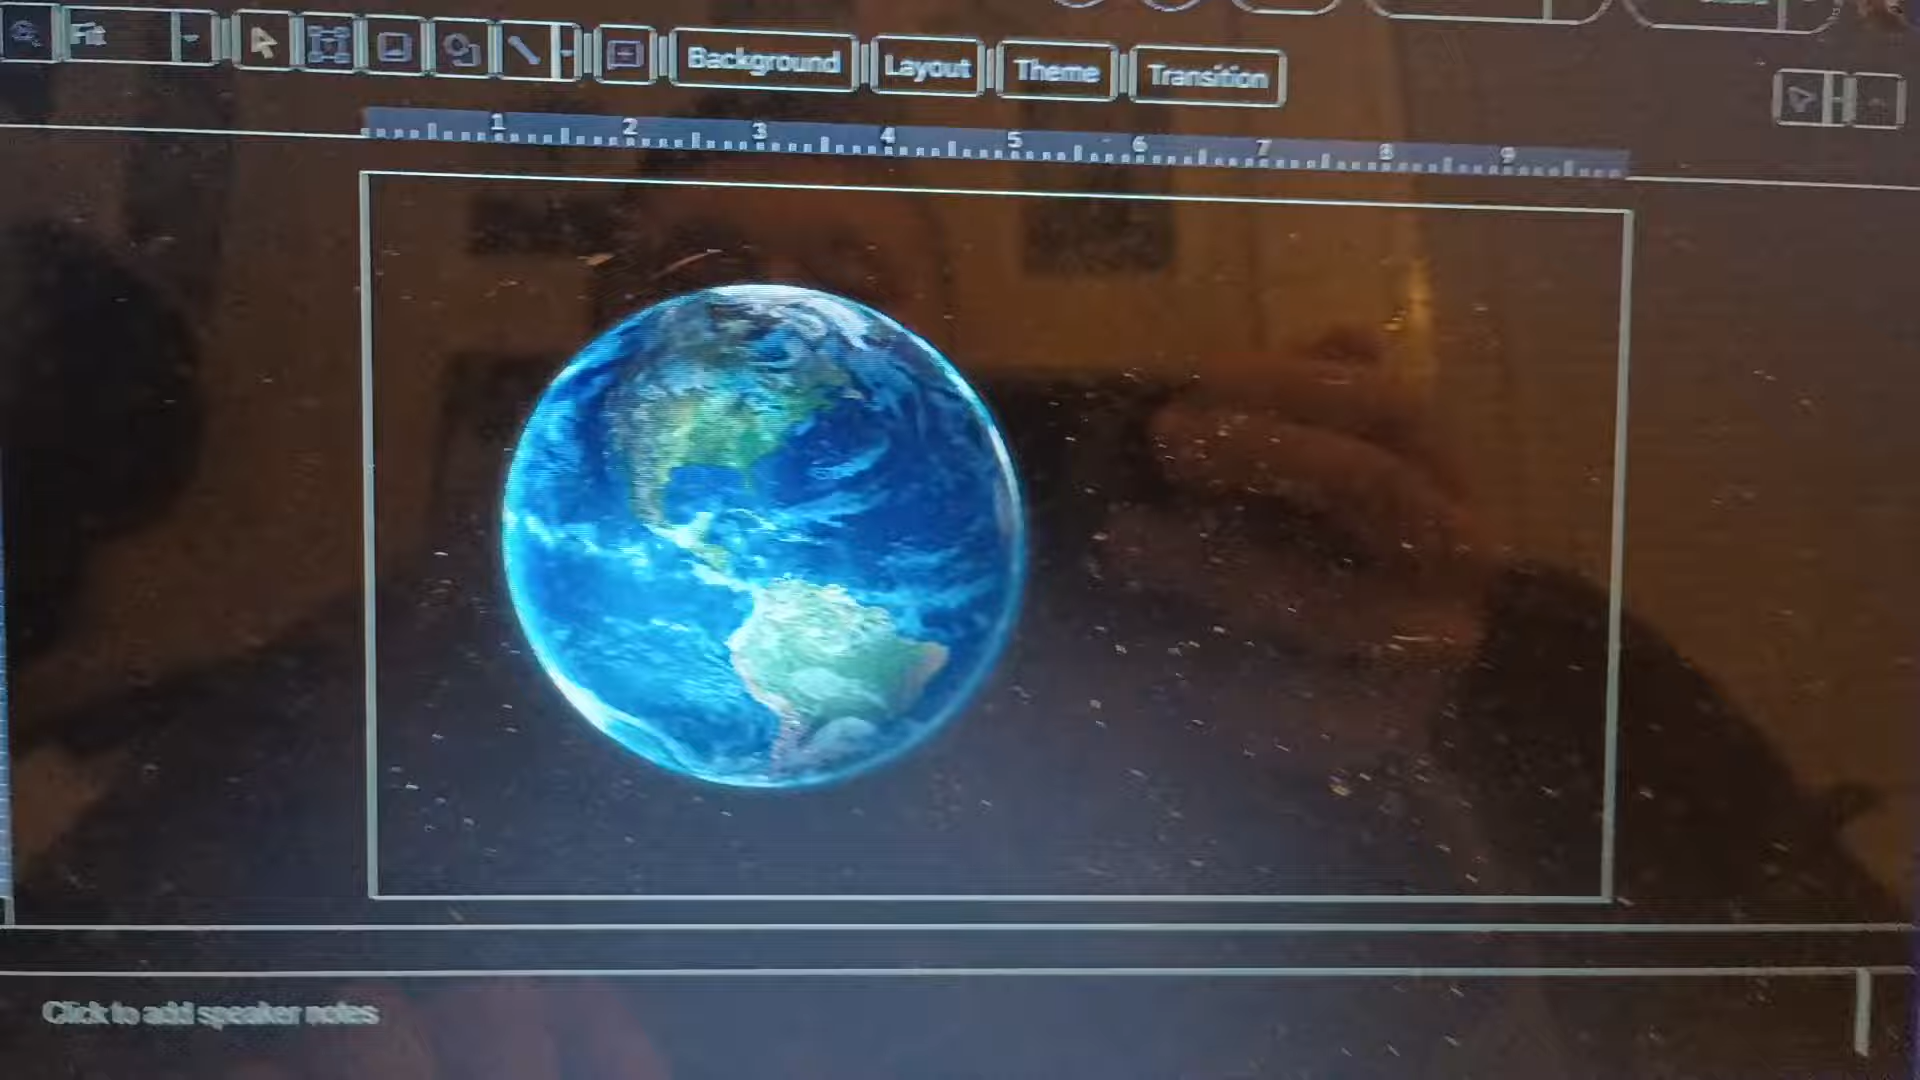 Fit
Background Layout Theme Transition
1 2 3 4 5 6 7 8 9
Click to add speaker notes